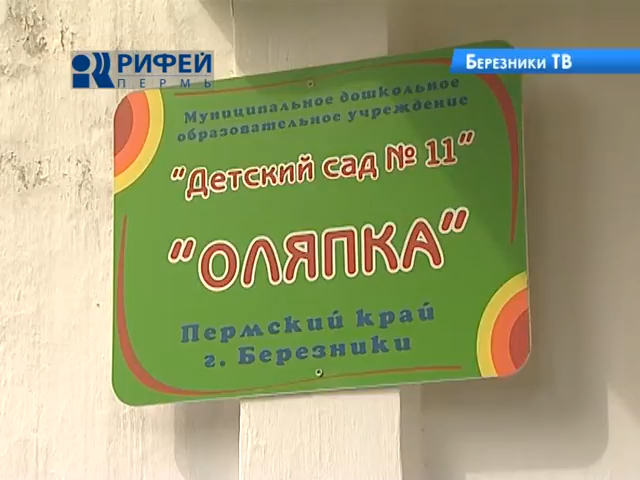 РИФЕЙ
ПЕРМЬ
БЕРЕЗНИКИ ТВ
Муниципальное дошкольное
образовательное учреждение
"Детский сад № 11"
"ОЛЯПКА"
Пермский край
г. Березники